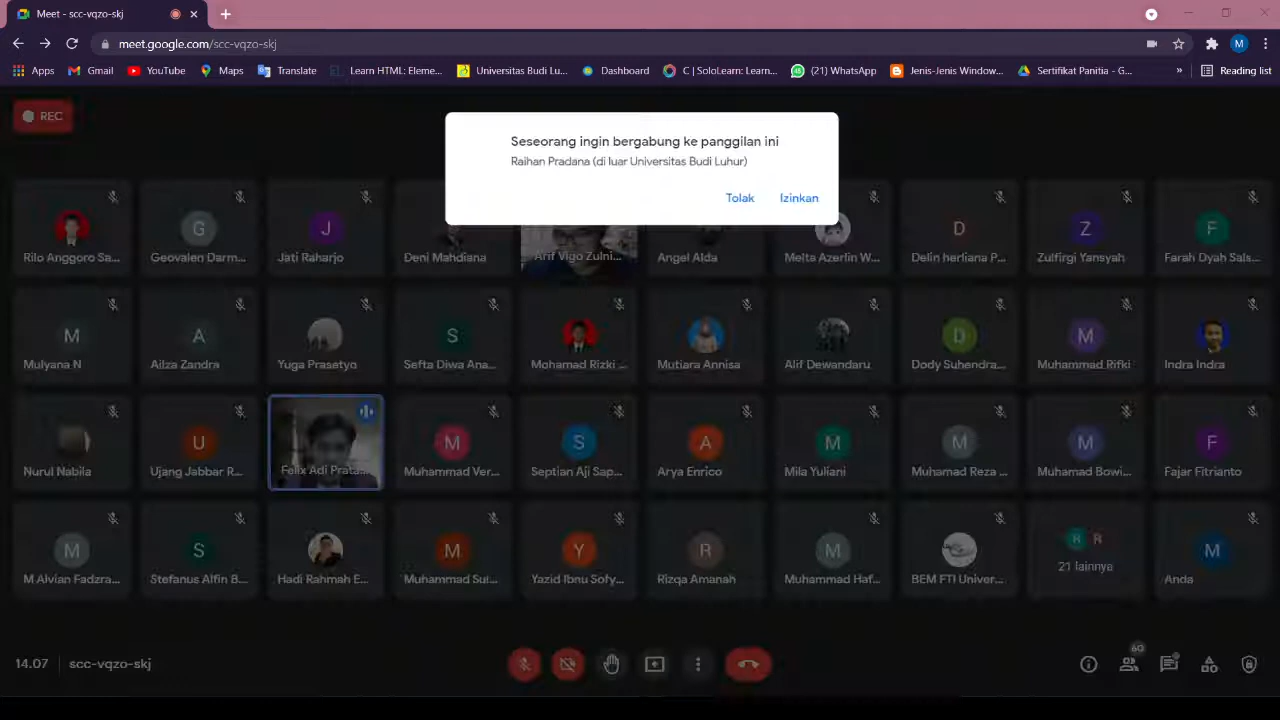 Meet - scc-vqzo-skj
meet.google.com/scc-vqzo-skj
M
Apps
Gmail
YouTube
Maps
Translate
Learn HTML: Eleme...
Universitas Budi Lu...
Dashboard
C | SoloLearn: Learn...
(21) WhatsApp
Jenis-Jenis Window...
Sertifikat Panitia - G...
»
Reading list
REC
Seseorang ingin bergabung ke panggilan ini
Raihan Pradana (di luar Universitas Budi Luhur)
Tolak
Izinkan
Rilo Anggoro Sa...
G
Geovalen Darm...
J
Jati Raharjo
Deni Mahdiana
Arif Vigo Zulni...
Angel Alda
Melta Azerlin W...
D
Delin herliana P...
Z
Zulfirgi Yansyah
F
Farah Dyah Sals...
M
Mulyana N
A
Ailza Zandra
Yuga Prasetyo
S
Sefta Diwa Ana...
Mohamad Rizki ...
Mutiara Annisa
Alif Dewandaru
D
Dody Suhendra...
M
Muhammad Rifki
Indra Indra
Nurul Nabila
U
Ujang Jabbar R...
Felix Adi Prata...
M
Muhammad Ver...
S
Septian Aji Sap...
A
Arya Enrico
M
Mila Yuliani
M
Muhamad Reza ...
M
Muhamad Bowi...
F
Fajar Fitrianto
M
M Alvian Fadzra...
S
Stefanus Alfin B...
Hadi Rahmah E...
M
Muhammad Sul...
Y
Yazid Ibnu Sofy...
R
Rizqa Amanah
M
Muhammad Haf...
BEM FTI Univer...
R R
21 lainnya
M
Anda
14.07
scc-vqzo-skj
60